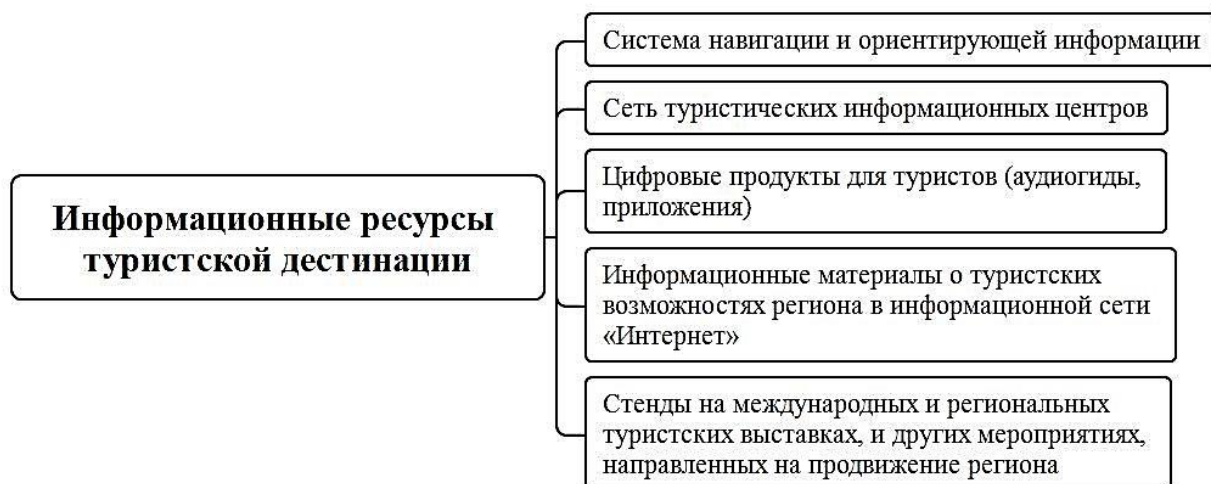 Информационные ресурсы
туристской дестинации
Система навигации и ориентирующей информации
Сеть туристических информационных центров
Цифровые продукты для туристов (аудиогиды,
приложения)
Информационные материалы о туристских
возможностях региона в информационной сети
«Интернет»
Стенды на международных и региональных
туристских выставках, и других мероприятиях,
направленных на продвижение региона